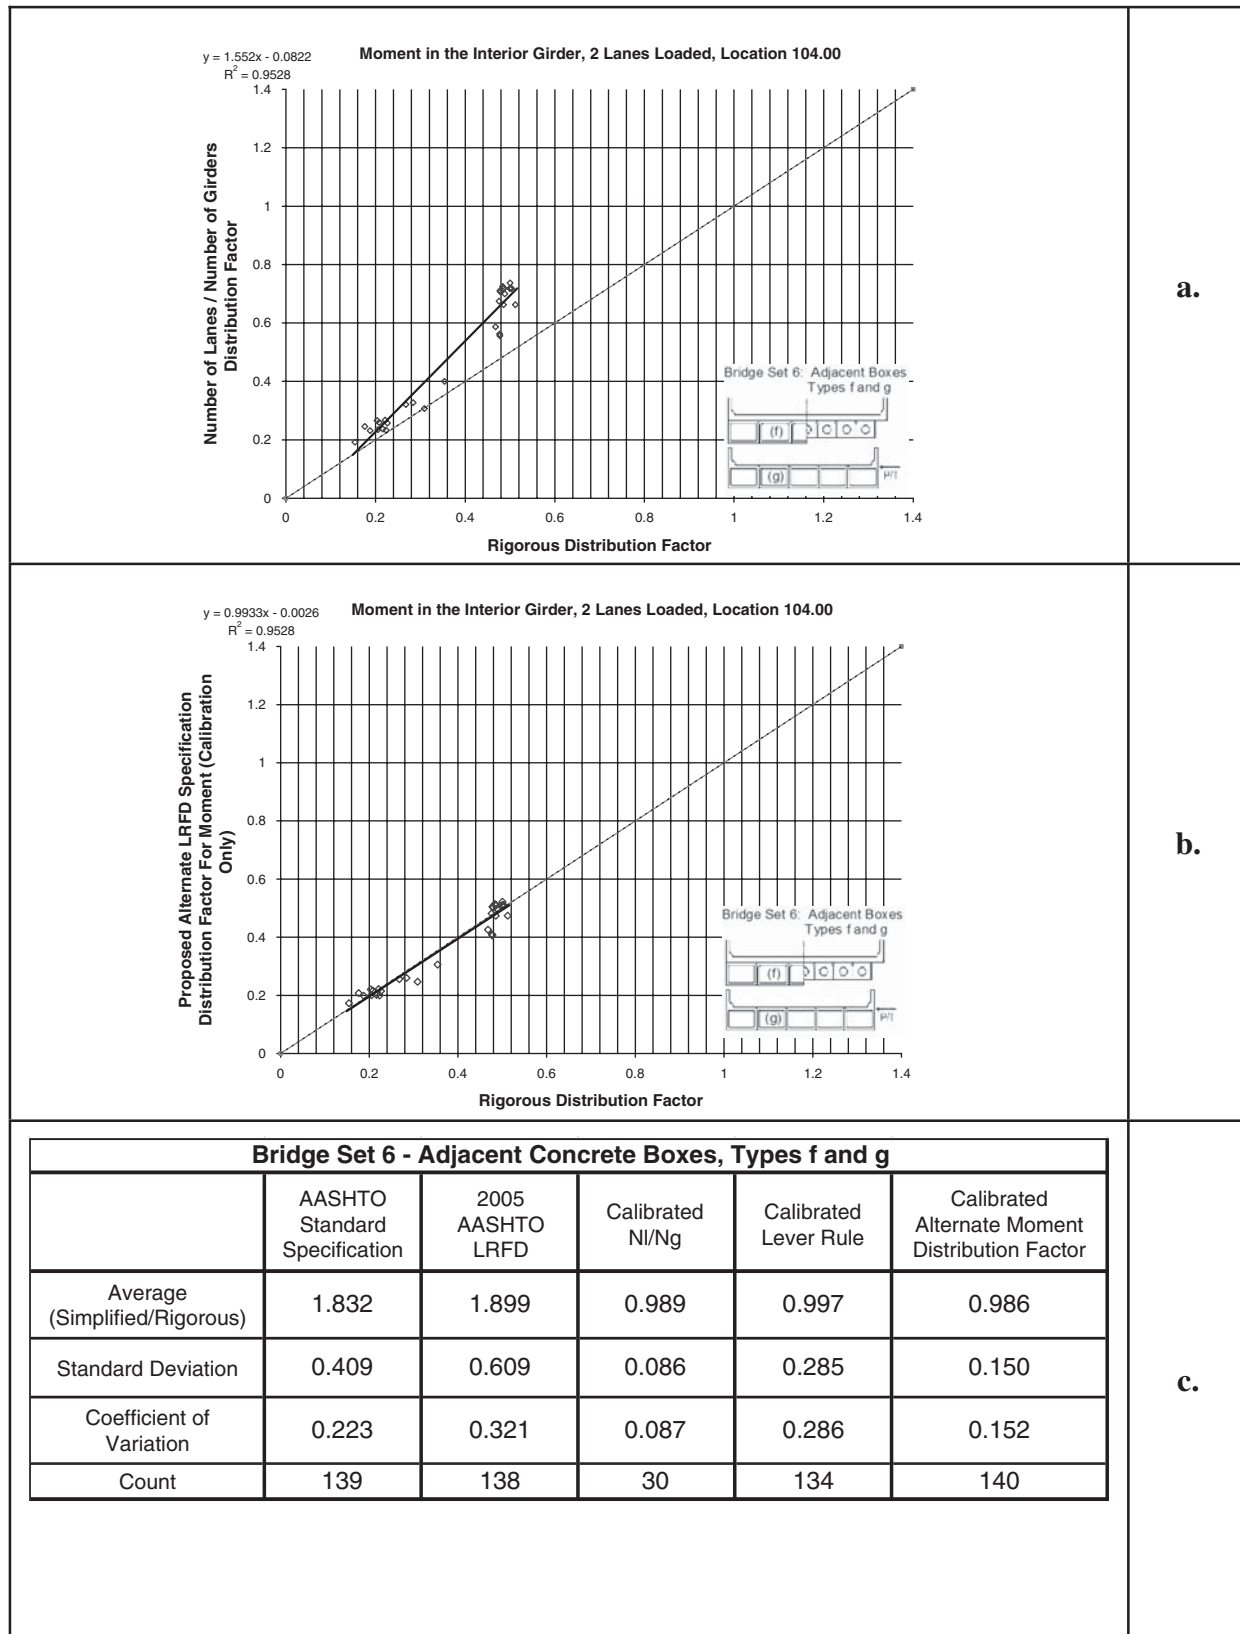 y = 1.552x - 0.0822
R2 = 0.9528
Moment in the Interior Girder, 2 Lanes Loaded, Location 104.00
Number of Lanes / Number of Girders
Distribution Factor
1.4
1.2
1
0.8
0.6
0.4
0.2
0
0 0.2 0.4 0.6 0.8 1 1.2 1.4
Rigorous Distribution Factor
Bridge Set 6: Adjacent Boxes
Types f and g
(f)
(g)
P/T
a.
y = 0.9933x - 0.0026
R2 = 0.9528
Moment in the Interior Girder, 2 Lanes Loaded, Location 104.00
Proposed Alternate LRFD Specification
Distribution Factor For Moment (Calibration
Only)
1.4
1.2
1
0.8
0.6
0.4
0.2
0
0 0.2 0.4 0.6 0.8 1 1.2 1.4
Rigorous Distribution Factor
Bridge Set 6: Adjacent Boxes
Types f and g
(f)
(g)
P/T
b.
Bridge Set 6 - Adjacent Concrete Boxes, Types f and g
AASHTO
Standard
Specification
2005
AASHTO
LRFD
Calibrated
Nl/Ng
Calibrated
Lever Rule
Calibrated
Alternate Moment
Distribution Factor
Average
(Simplified/Rigorous)
1.832 1.899 0.989 0.997 0.986
Standard Deviation 0.409 0.609 0.086 0.285 0.150
Coefficient of
Variation
0.223 0.321 0.087 0.286 0.152
Count 139 138 30 134 140
c.